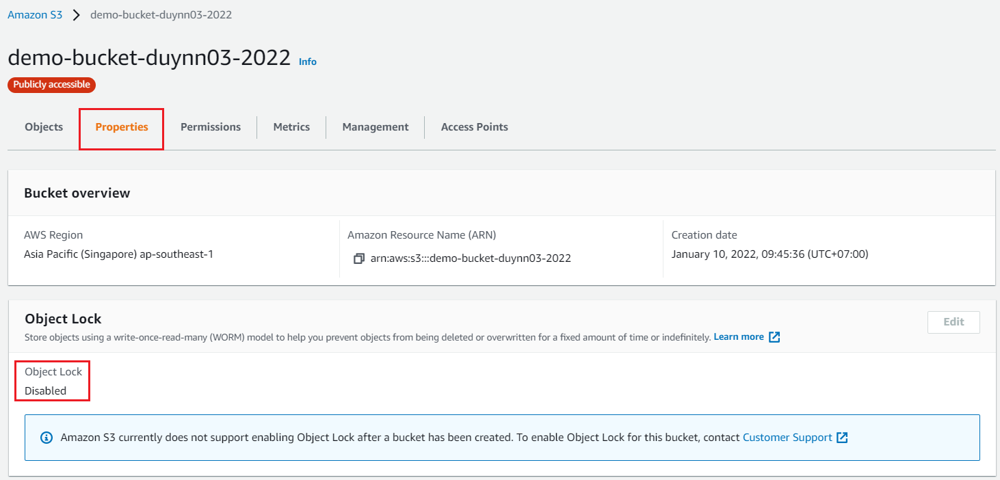 Amazon S3 demo-bucket-duynn03-2022
demo-bucket-duynn03-2022 Info
Publicly accessible
Objects Properties Permissions Metrics Management Access Points
Bucket overview
AWS Region
Asia Pacific (Singapore) ap-southeast-1
Amazon Resource Name (ARN)
arn:aws:s3:::demo-bucket-duynn03-2022
Creation date
January 10, 2022, 09:45:36 (UTC+07:00)
Object Lock
Edit
Store objects using a write-once-read-many (WORM) model to help you prevent objects from being deleted or overwritten for a fixed amount of time or indefinitely. Learn more
Object Lock
Disabled
Amazon S3 currently does not support enabling Object Lock after a bucket has been created. To enable Object Lock for this bucket, contact Customer Support